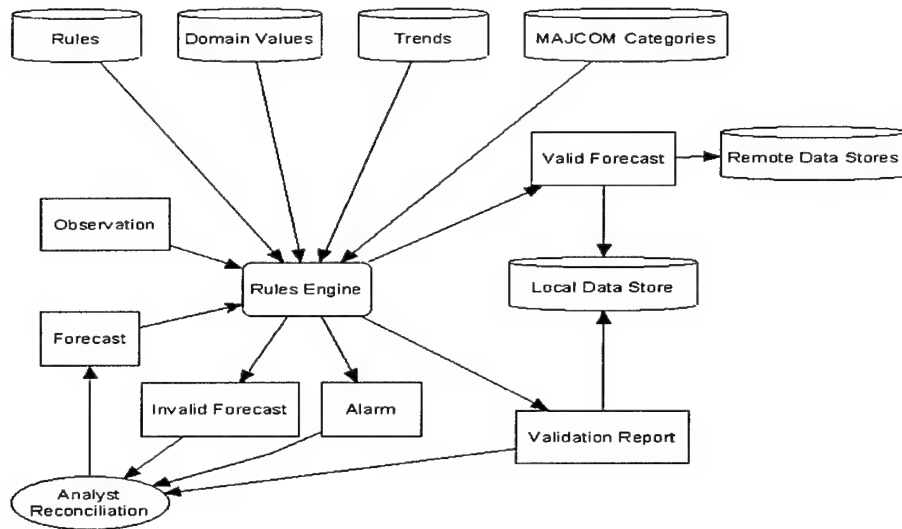 Rules
Domain Values
Trends
MAJCOM Categories
Valid Forecast
Remote Data Stores
Observation
Rules Engine
Local Data Store
Forecast
Invalid Forecast
Alarm
Validation Report
Analyst
Reconciliation